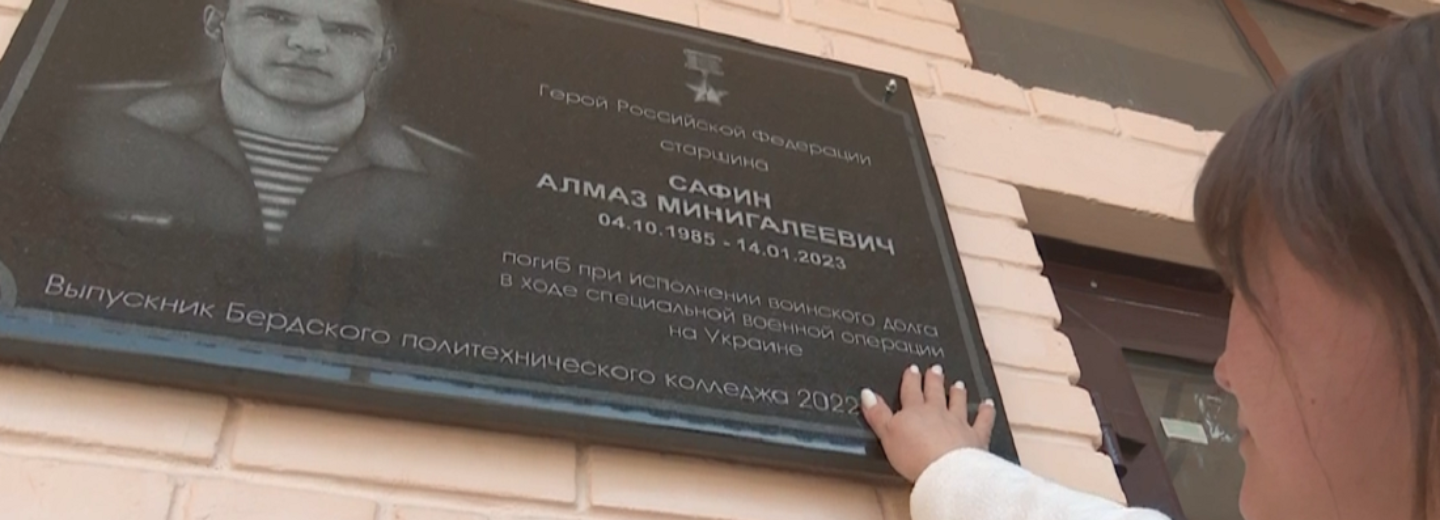 Герой Российской Федерации
старшина
САФИН
АЛМАЗ МИНИГАЛЕЕВИЧ
04.10.1985 - 14.01.2023
погиб при исполнении воинского долга
в ходе специальной военной операции
на Украине
Выпускник Бердского политехнического колледжа 2022